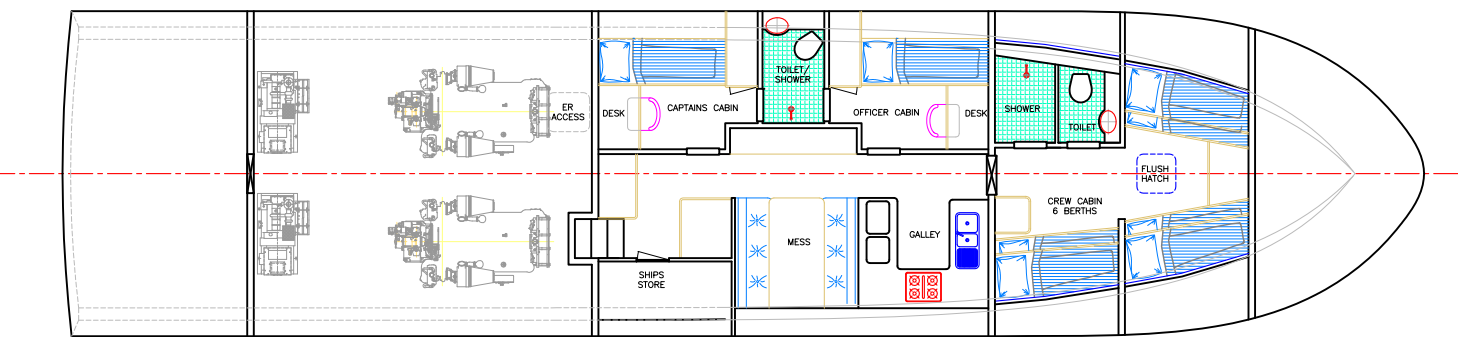 ER
ACCESS
DESK
CAPTAINS CABIN
TOILET/
SHOWER
OFFICER CABIN
DESK
SHOWER
TOILET
FLUSH
HATCH
CREW CABIN
6 BERTHS
MESS
GALLEY
SHIPS
STORE